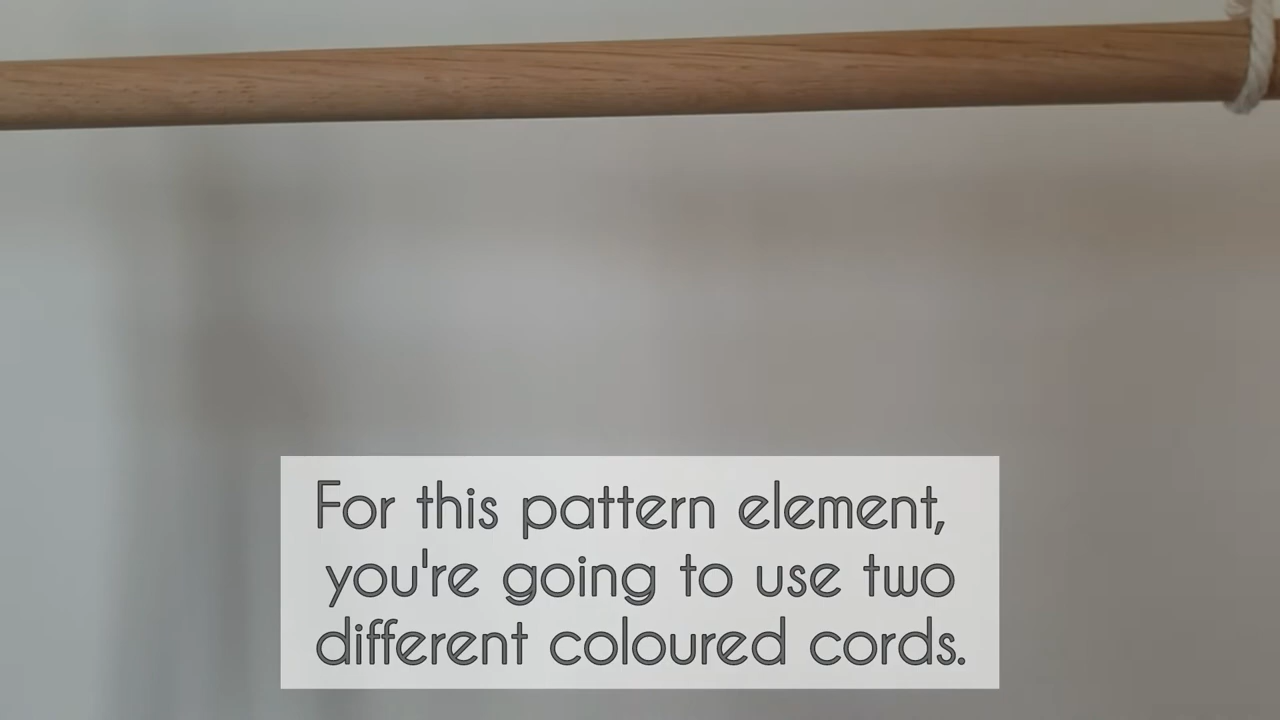 For this pattern element,
you're going to use two
different coloured cords.